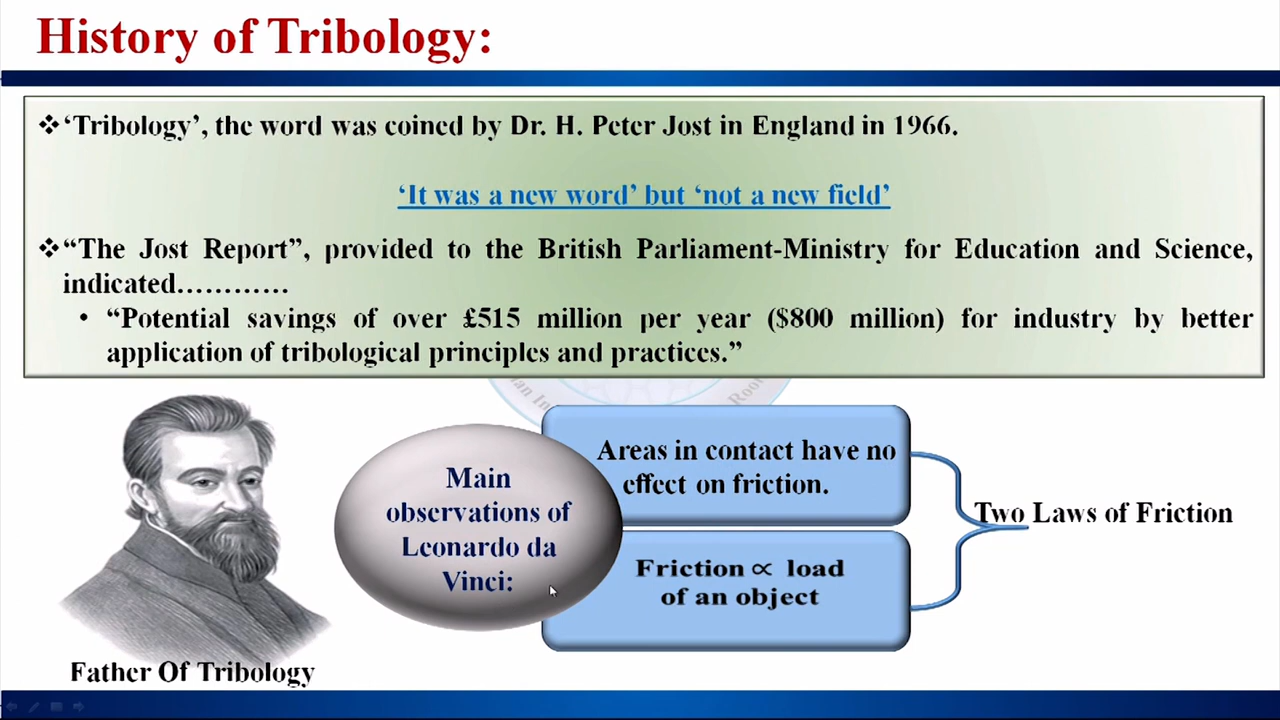 History of Tribology:
❖‘Tribology’, the word was coined by Dr. H. Peter Jost in England in 1966.
‘It was a new word’ but ‘not a new field’
❖“The Jost Report”, provided to the British Parliament-Ministry for Education and Science,
indicated…………
• “Potential savings of over £515 million per year ($800 million) for industry by better
application of tribological principles and practices.”
Main
observations of
Leonardo da
Vinci:
Areas in contact have no
effect on friction.
Friction ∝ load
of an object
Two Laws of Friction
Father Of Tribology